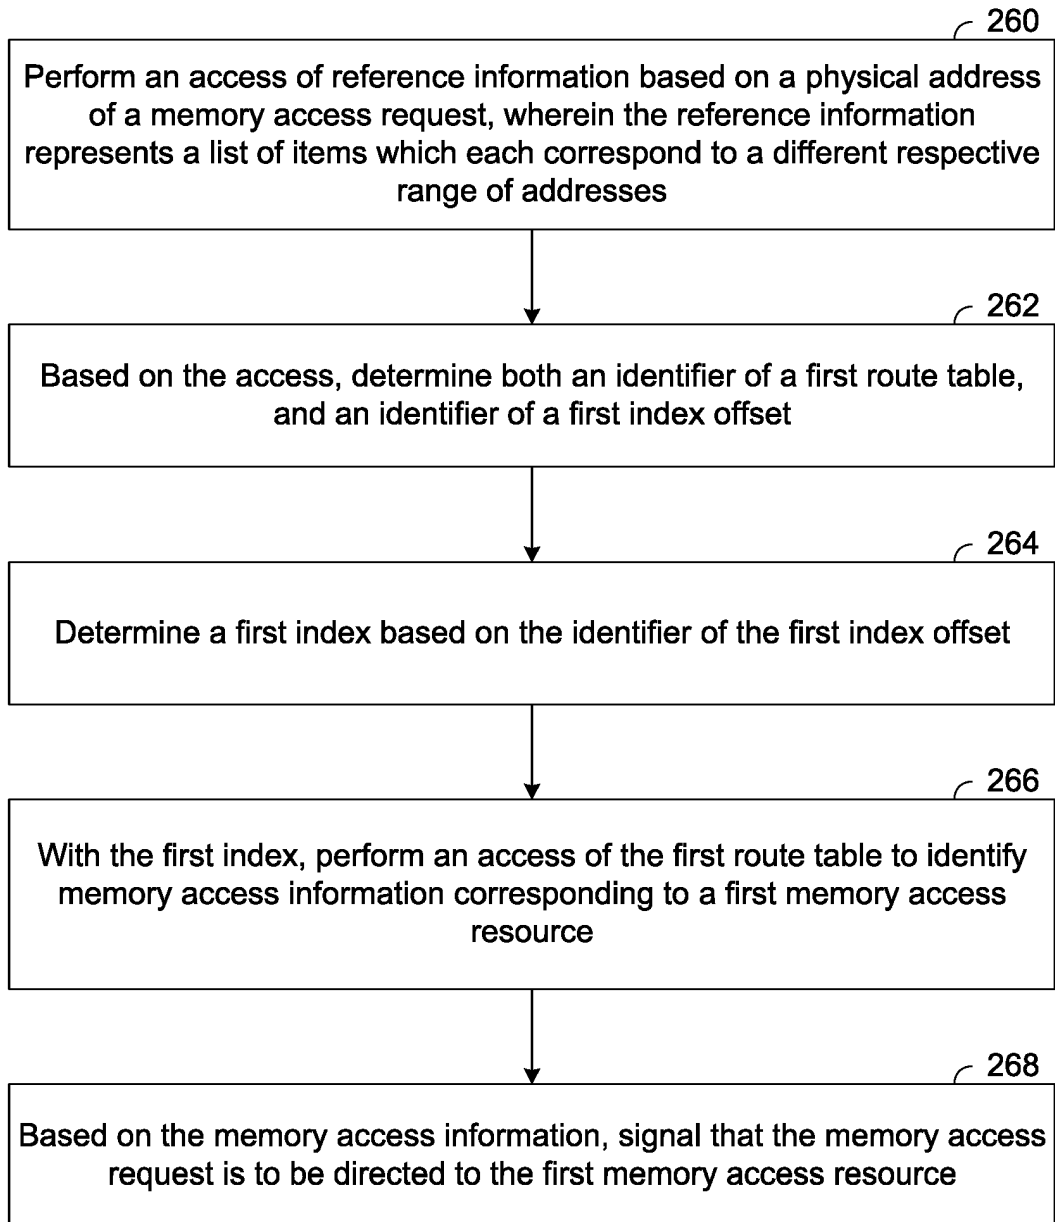 260
Perform an access of reference information based on a physical address
of a memory access request, wherein the reference information
represents a list of items which each correspond to a different respective
range of addresses
262
Based on the access, determine both an identifier of a first route table,
and an identifier of a first index offset
264
Determine a first index based on the identifier of the first index offset
266
With the first index, perform an access of the first route table to identify
memory access information corresponding to a first memory access
resource
268
Based on the memory access information, signal that the memory access
request is to be directed to the first memory access resource